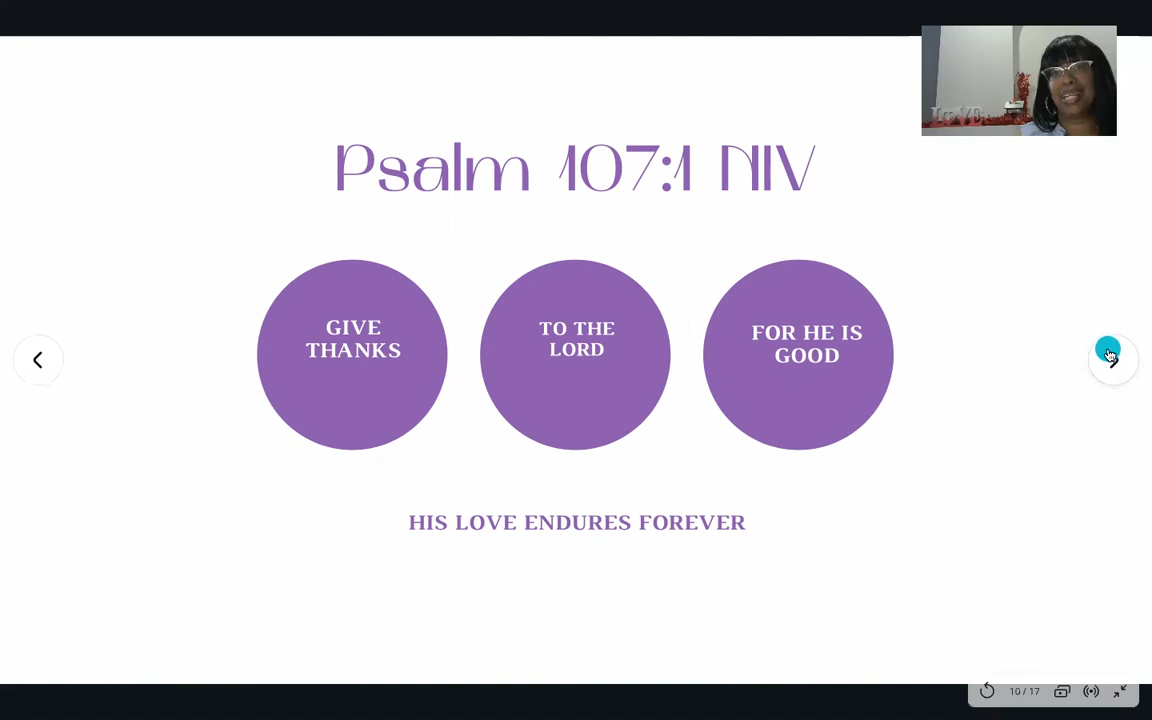 LOVE
Psalm 107:1 NIV
GIVE
THANKS
TO THE
LORD
FOR HE IS
GOOD
HIS LOVE ENDURES FOREVER
10 / 17